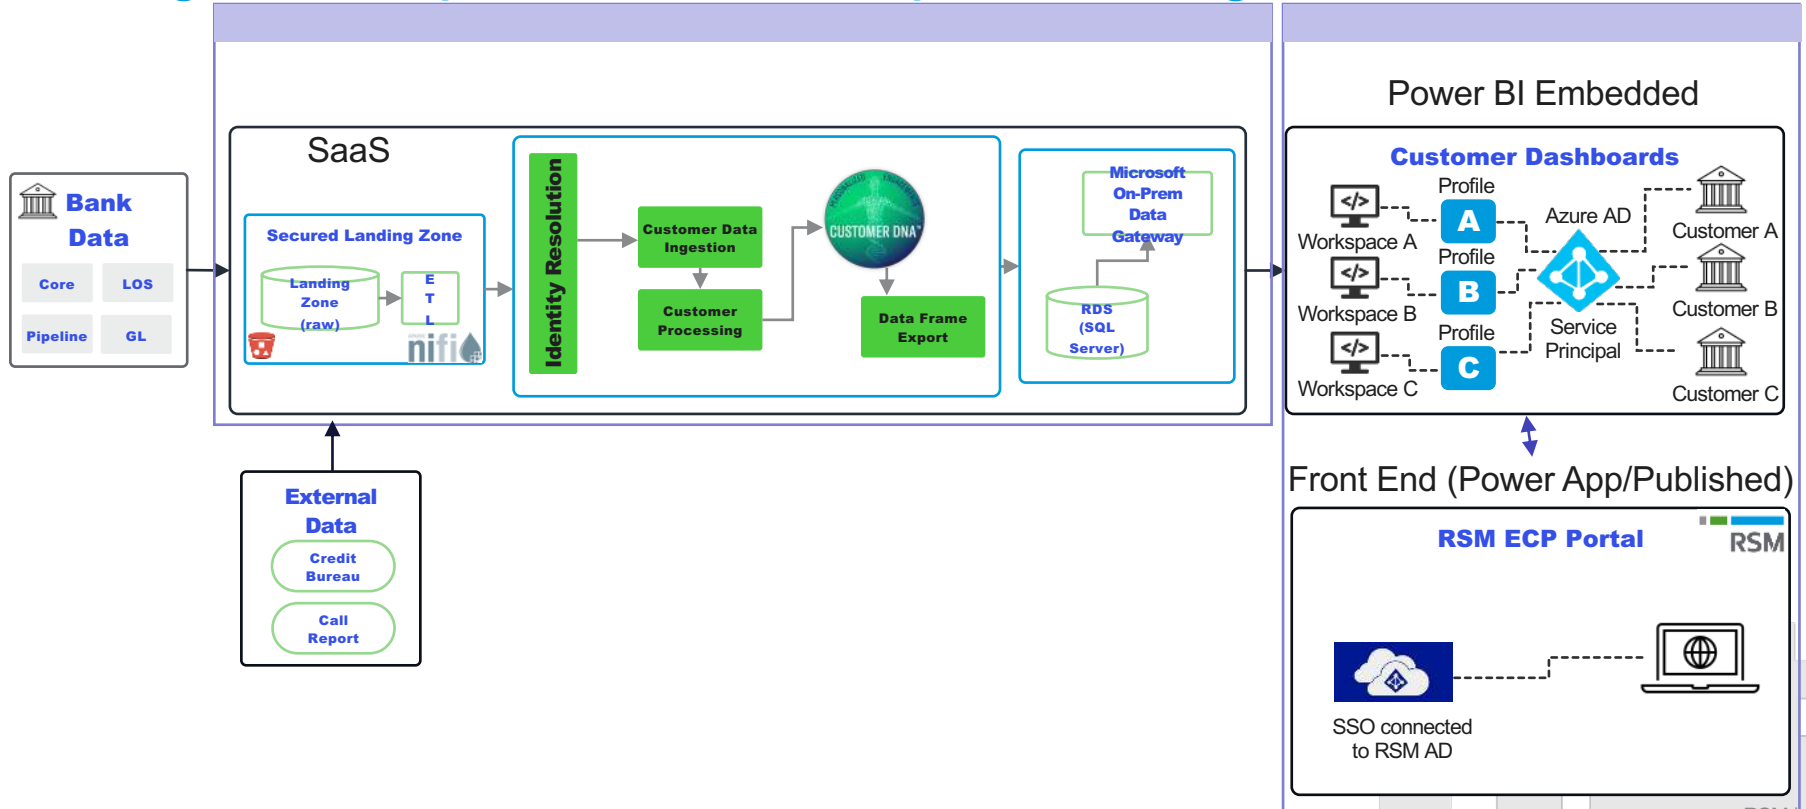 Power BI Embedded
SaaS
Bank
Data
Core
LOS
Pipeline
GL
Secured Landing Zone
Landing
Zone
(raw)
E
T
L
nifi
Identity Resolution
Customer Data
Ingestion
Customer
Processing
CUSTOMER DNA™
Data Frame
Export
Microsoft
On-Prem
Data
Gateway
RDS
(SQL
Server)
Customer Dashboards
Workspace A
Profile
A
Workspace B
Profile
B
Workspace C
Profile
C
Azure AD
Service
Principal
Customer A
Customer B
Customer C
External
Data
Credit
Bureau
Call
Report
Front End (Power App/Published)
RSM ECP Portal
RSM
SSO connected
to RSM AD